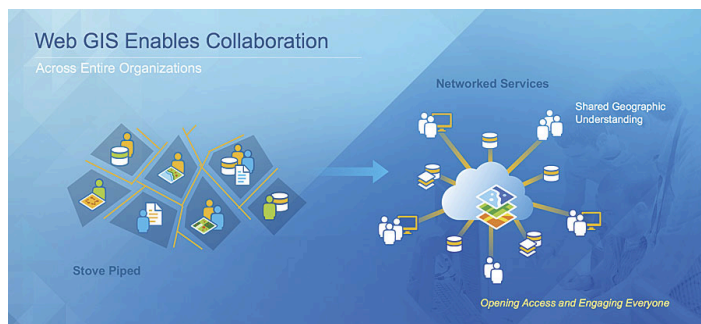 Web GIS Enables Collaboration
Across Entire Organizations
Networked Services
Shared Geographic
Understanding
Stove Piped
Opening Access and Engaging Everyone